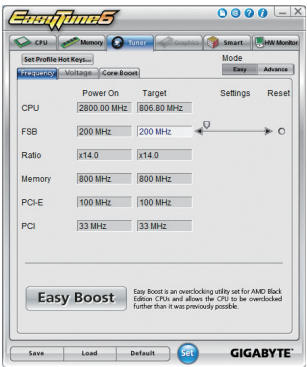 EasyTune6
CPU Memory Tuner Graphics Smart HW Monitor
Set Profile Hot Keys... Mode
Frequency Voltage Core Boost Easy Advance
Power On Target Settings Reset
CPU 2800.00 MHz 806.80 MHz
FSB 200 MHz 200 MHz
Ratio x14.0 x14.0
Memory 800 MHz 800 MHz
PCI-E 100 MHz 100 MHz
PCI 33 MHz 33 MHz
Easy Boost
Easy Boost is an overclocking utility set for AMD Black
Edition CPUs and allows the CPU to be overclocked
further than it was previously possible.
Save Load Default Set GIGABYTE